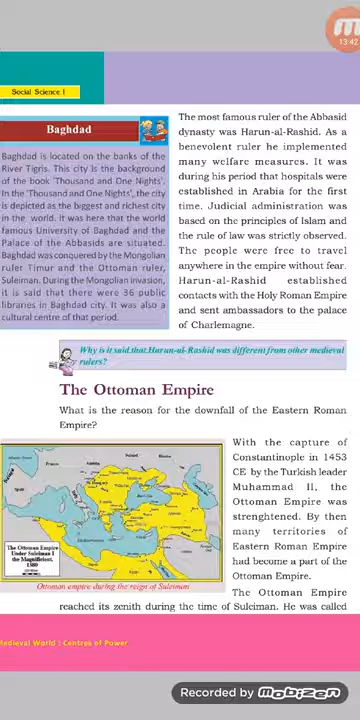 13:42
Social Science I
Baghdad
Baghdad is located on the banks of the
River Tigris. This city is the background
of the book 'Thousand and One Nights'.
In the 'Thousand and One Nights', the city
is depicted as the biggest and richest city
in the world. It was here that the world
famous University of Baghdad and the
Palace of the Abbasids are situated.
Baghdad was conquered by the Mongolian
ruler Timur and the Ottoman ruler,
Suleiman. During the Mongolian invasion,
it is said that there were 36 public
libraries in Baghdad city. It was also a
cultural centre of that period.
The most famous ruler of the Abbasid
dynasty was Harun-al-Rashid. As a
benevolent ruler he implemented
many welfare measures. It was
during his period that hospitals were
established in Arabia for the first
time. Judicial administration was
based on the principles of Islam and
the rule of law was strictly observed.
The people were free to travel
anywhere in the empire without fear.
Harun-al-Rashid established
contacts with the Holy Roman Empire
and sent ambassadors to the palace
of Charlemagne.
Why is it said that Harun-al-Rashid was different from other medieval
rulers?
The Ottoman Empire
What is the reason for the downfall of the Eastern Roman
Empire?
France
Spain
Poland
The Ottoman Empire
Under Suleiman I
the Magnificent,
1580
Ottoman empire during the reign of Suleiman
With the capture of
Constantinople in 1453
CE by the Turkish leader
Muhammad II, the
Ottoman Empire was
strenghtened. By then
many territories of
Eastern Roman Empire
had become a part of the
Ottoman Empire.
The Ottoman Empire
reached its zenith during the time of Suleiman. He was called
Medieval World : Centres of Power
Recorded by Mobizen